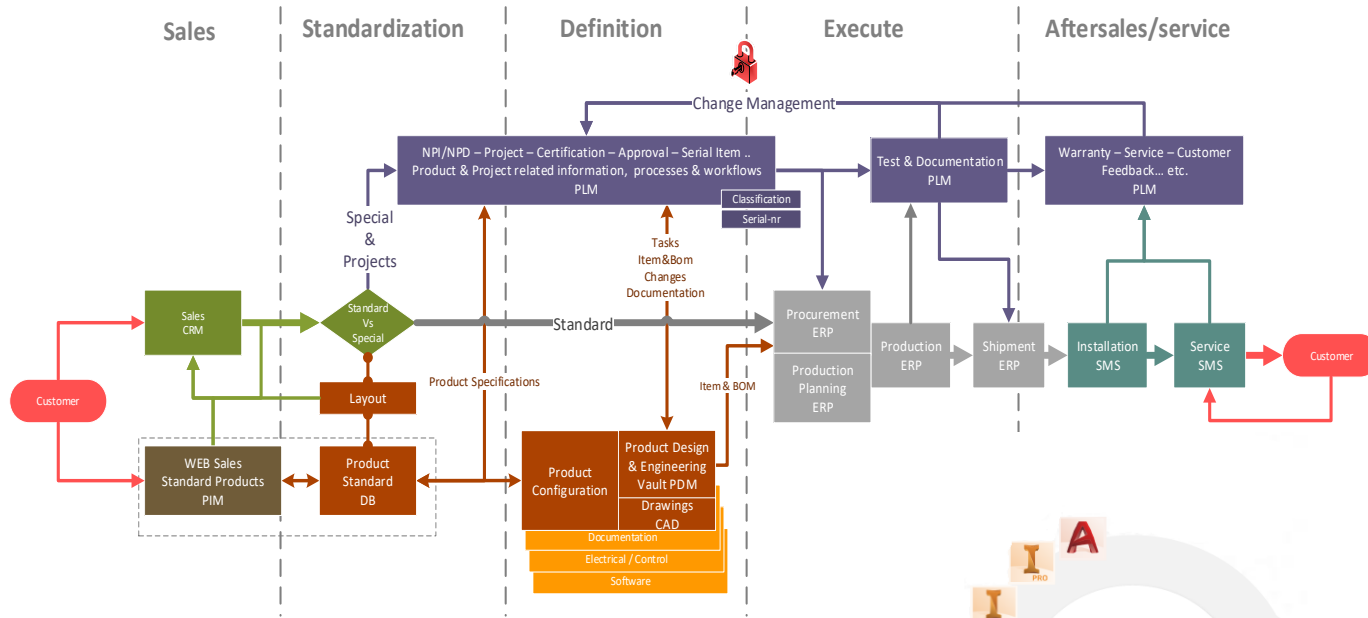 Sales
Standardization
Definition
Execute
Aftersales/service
Change Management
NPI/NPD – Project – Certification – Approval – Serial Item ..
Product & Project related information, processes & workflows
PLM
Classification
Serial-nr
Test & Documentation
PLM
Warranty – Service – Customer
Feedback... etc.
PLM
Special
&
Projects
Tasks
Item&Bom
Changes
Documentation
Sales
CRM
Standard
Vs
Special
Standard
Procurement
ERP
Production
Planning
ERP
Production
ERP
Shipment
ERP
Installation
SMS
Service
SMS
Customer
Customer
Layout
Product Specifications
Item& BOM
WEB Sales
Standard Products
PIM
Product
Standard
DB
Product
Configuration
Product Design
& Engineering
Vault PDM
Drawings
CAD
Documentation
Electrical / Control
Software
A
I
PRO
I